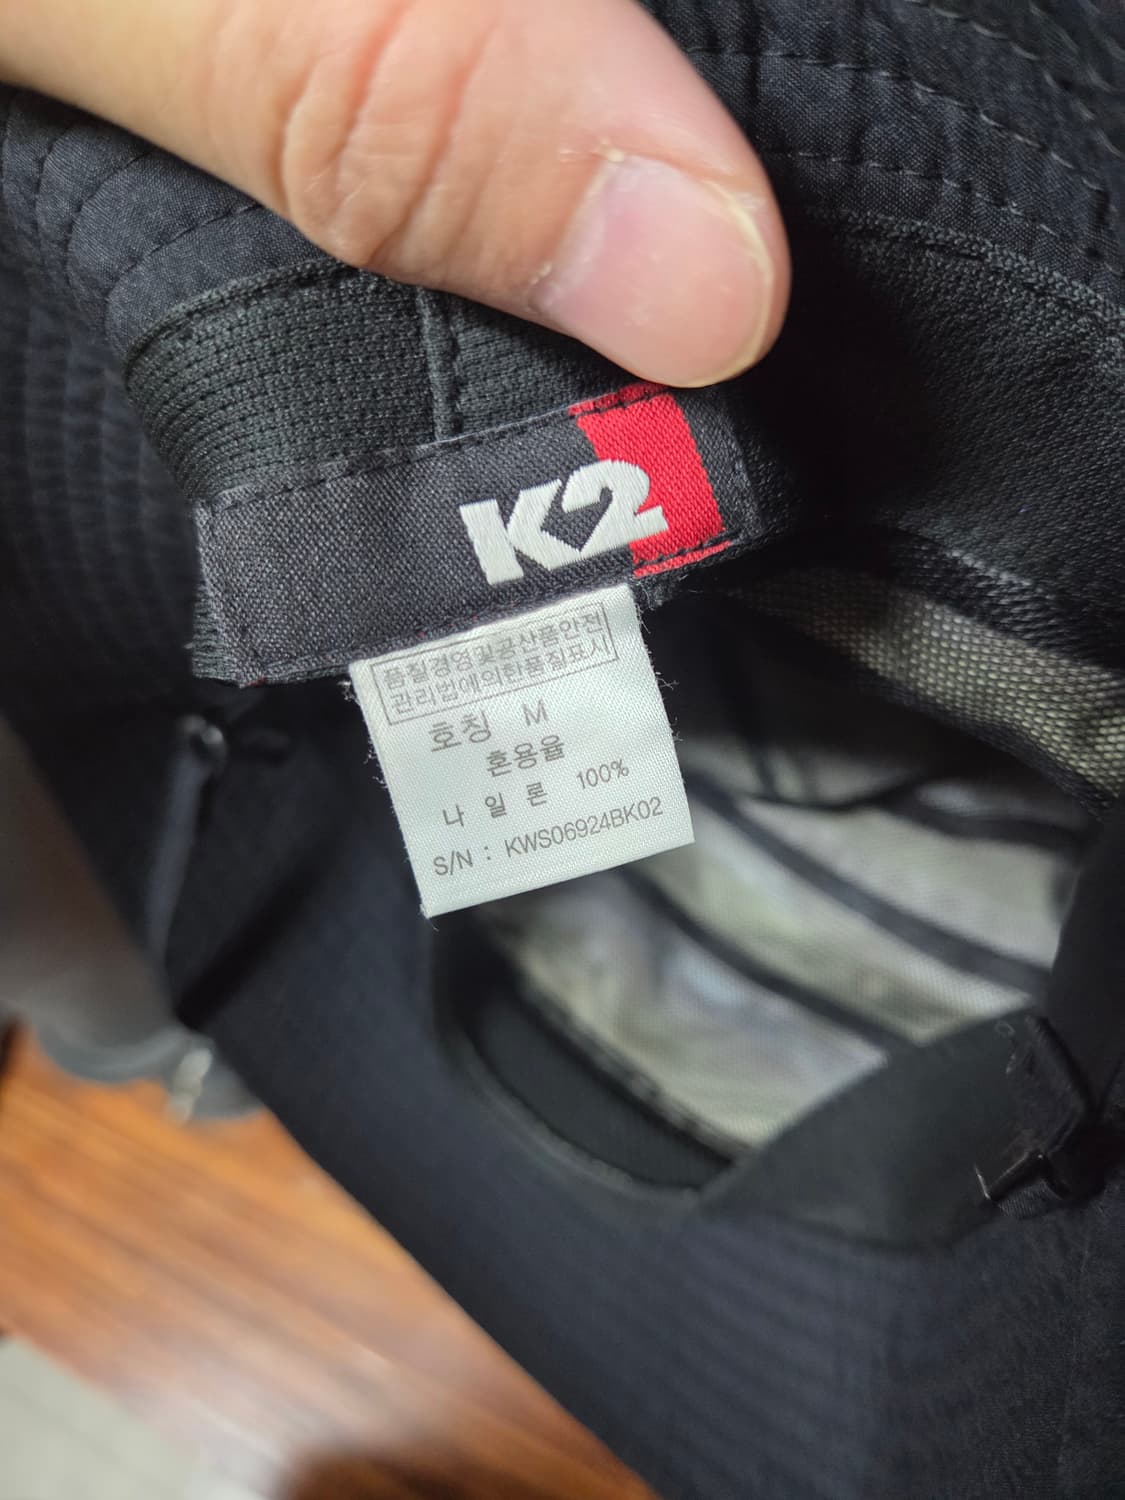 K2
품질경영및공산품안전
관리법에의한품질표시
호칭 M
혼용율
나 일 론 100%
S/N : KWS06924BK02